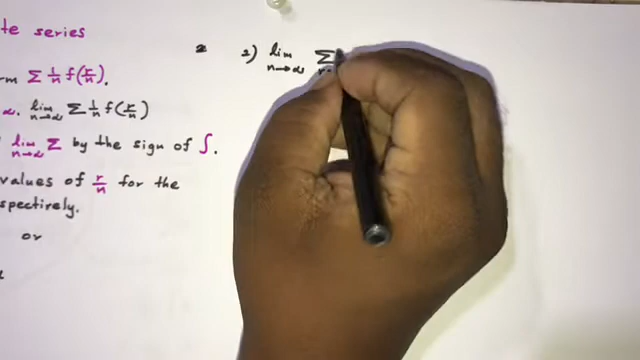 te series
rm Σ 1/n f(r/n).
∝. lim n→∝ Σ 1/n f(r/n)
lim n→∝ Σ by the sign of ∫.
values of r/n for the
spectively.
or
2) lim n→∝ Σ